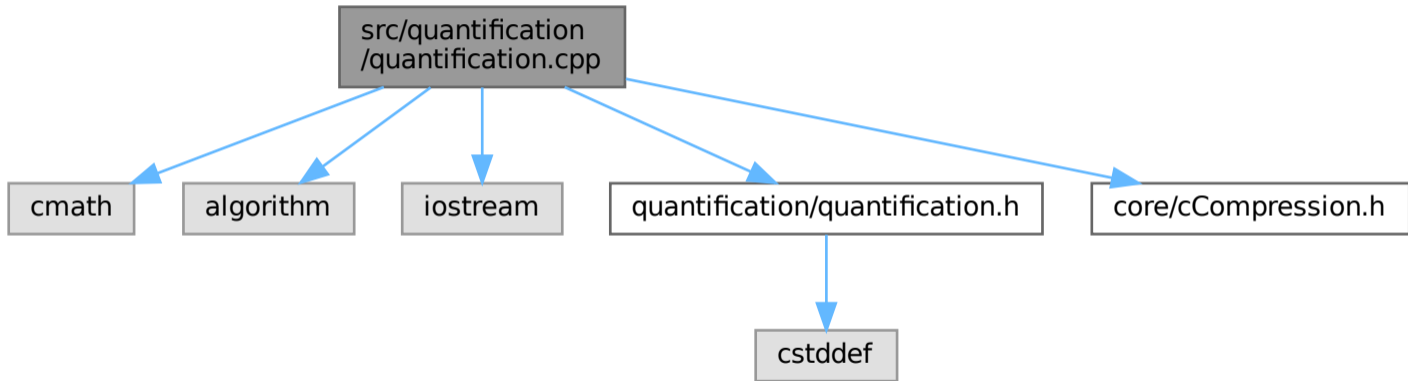 src/quantification
/quantification.cpp
cmath
algorithm
iostream
quantification/quantification.h
core/cCompression.h
cstddef